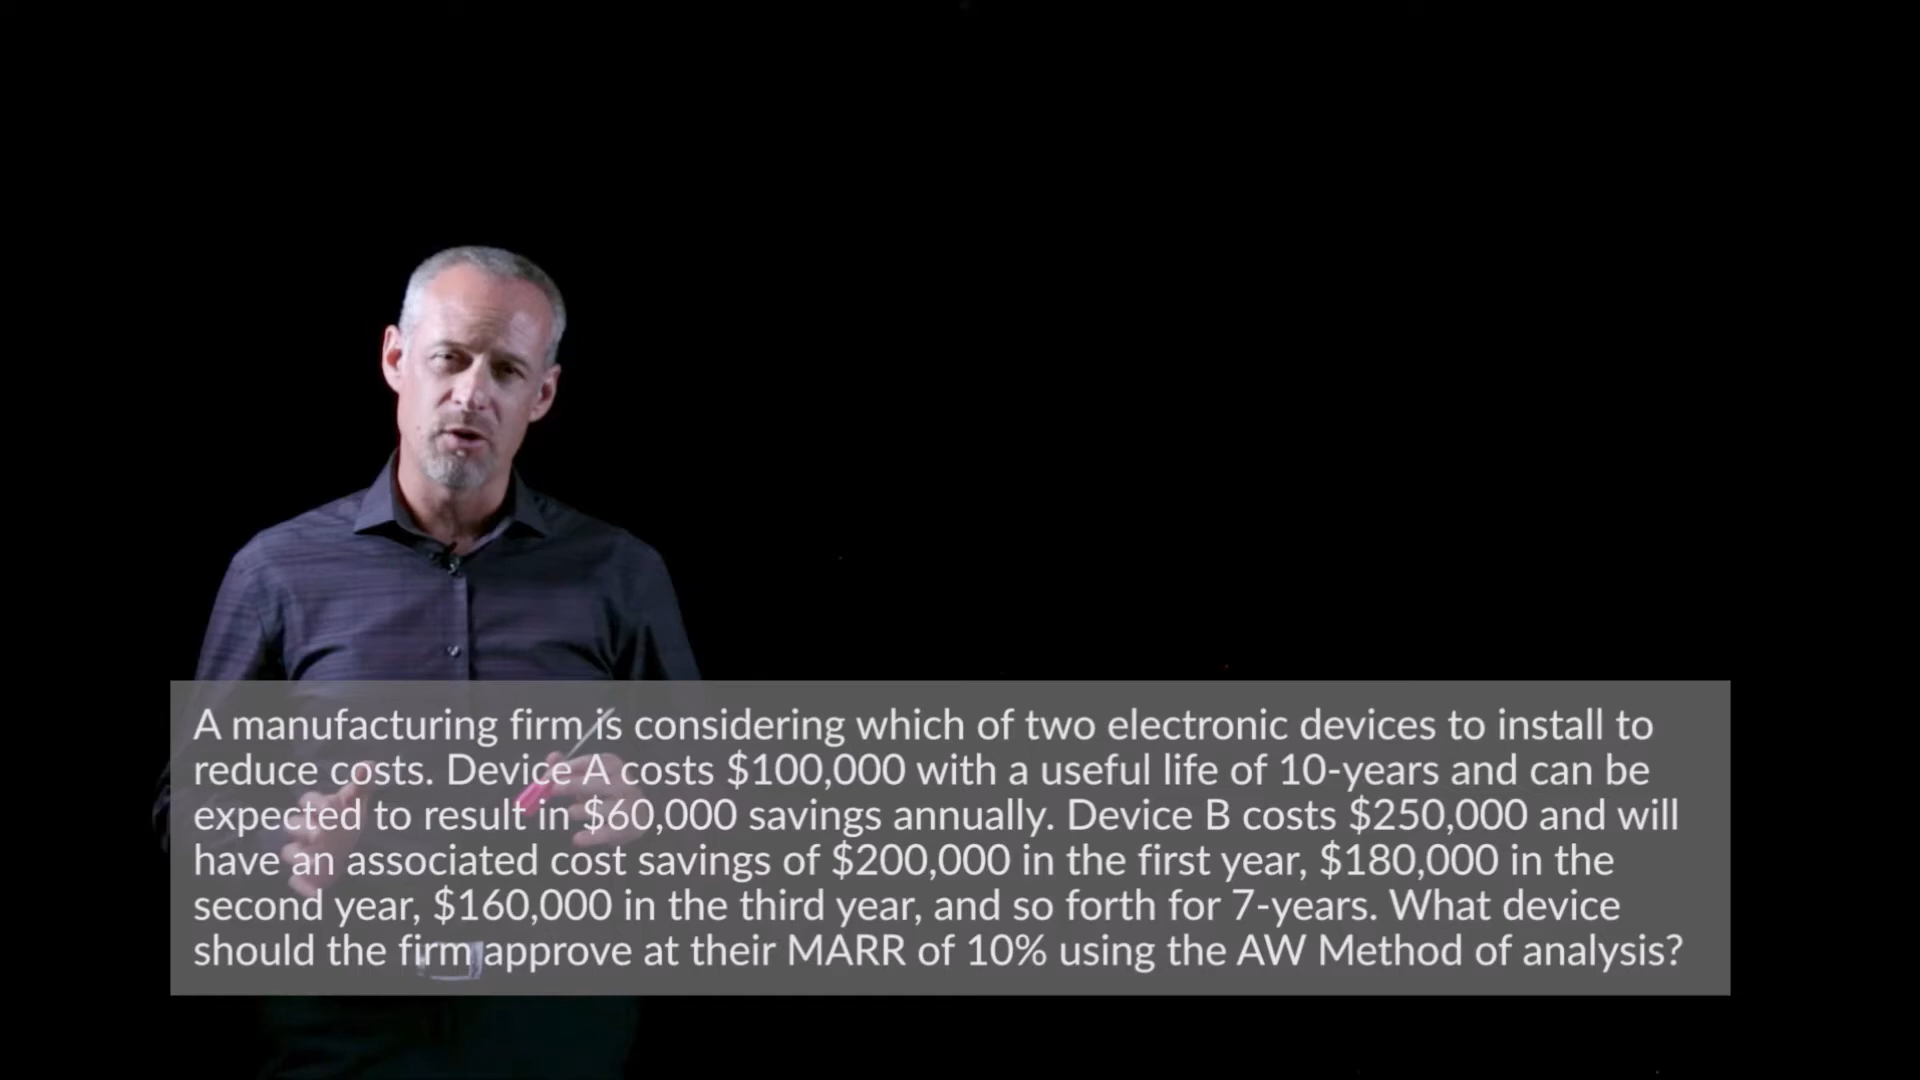 A manufacturing firm is considering which of two electronic devices to install to
reduce costs. Device A costs $100,000 with a useful life of 10-years and can be
expected to result in $60,000 savings annually. Device B costs $250,000 and will
have an associated cost savings of $200,000 in the first year, $180,000 in the
second year, $160,000 in the third year, and so forth for 7-years. What device
should the firm approve at their MARR of 10% using the AW Method of analysis?